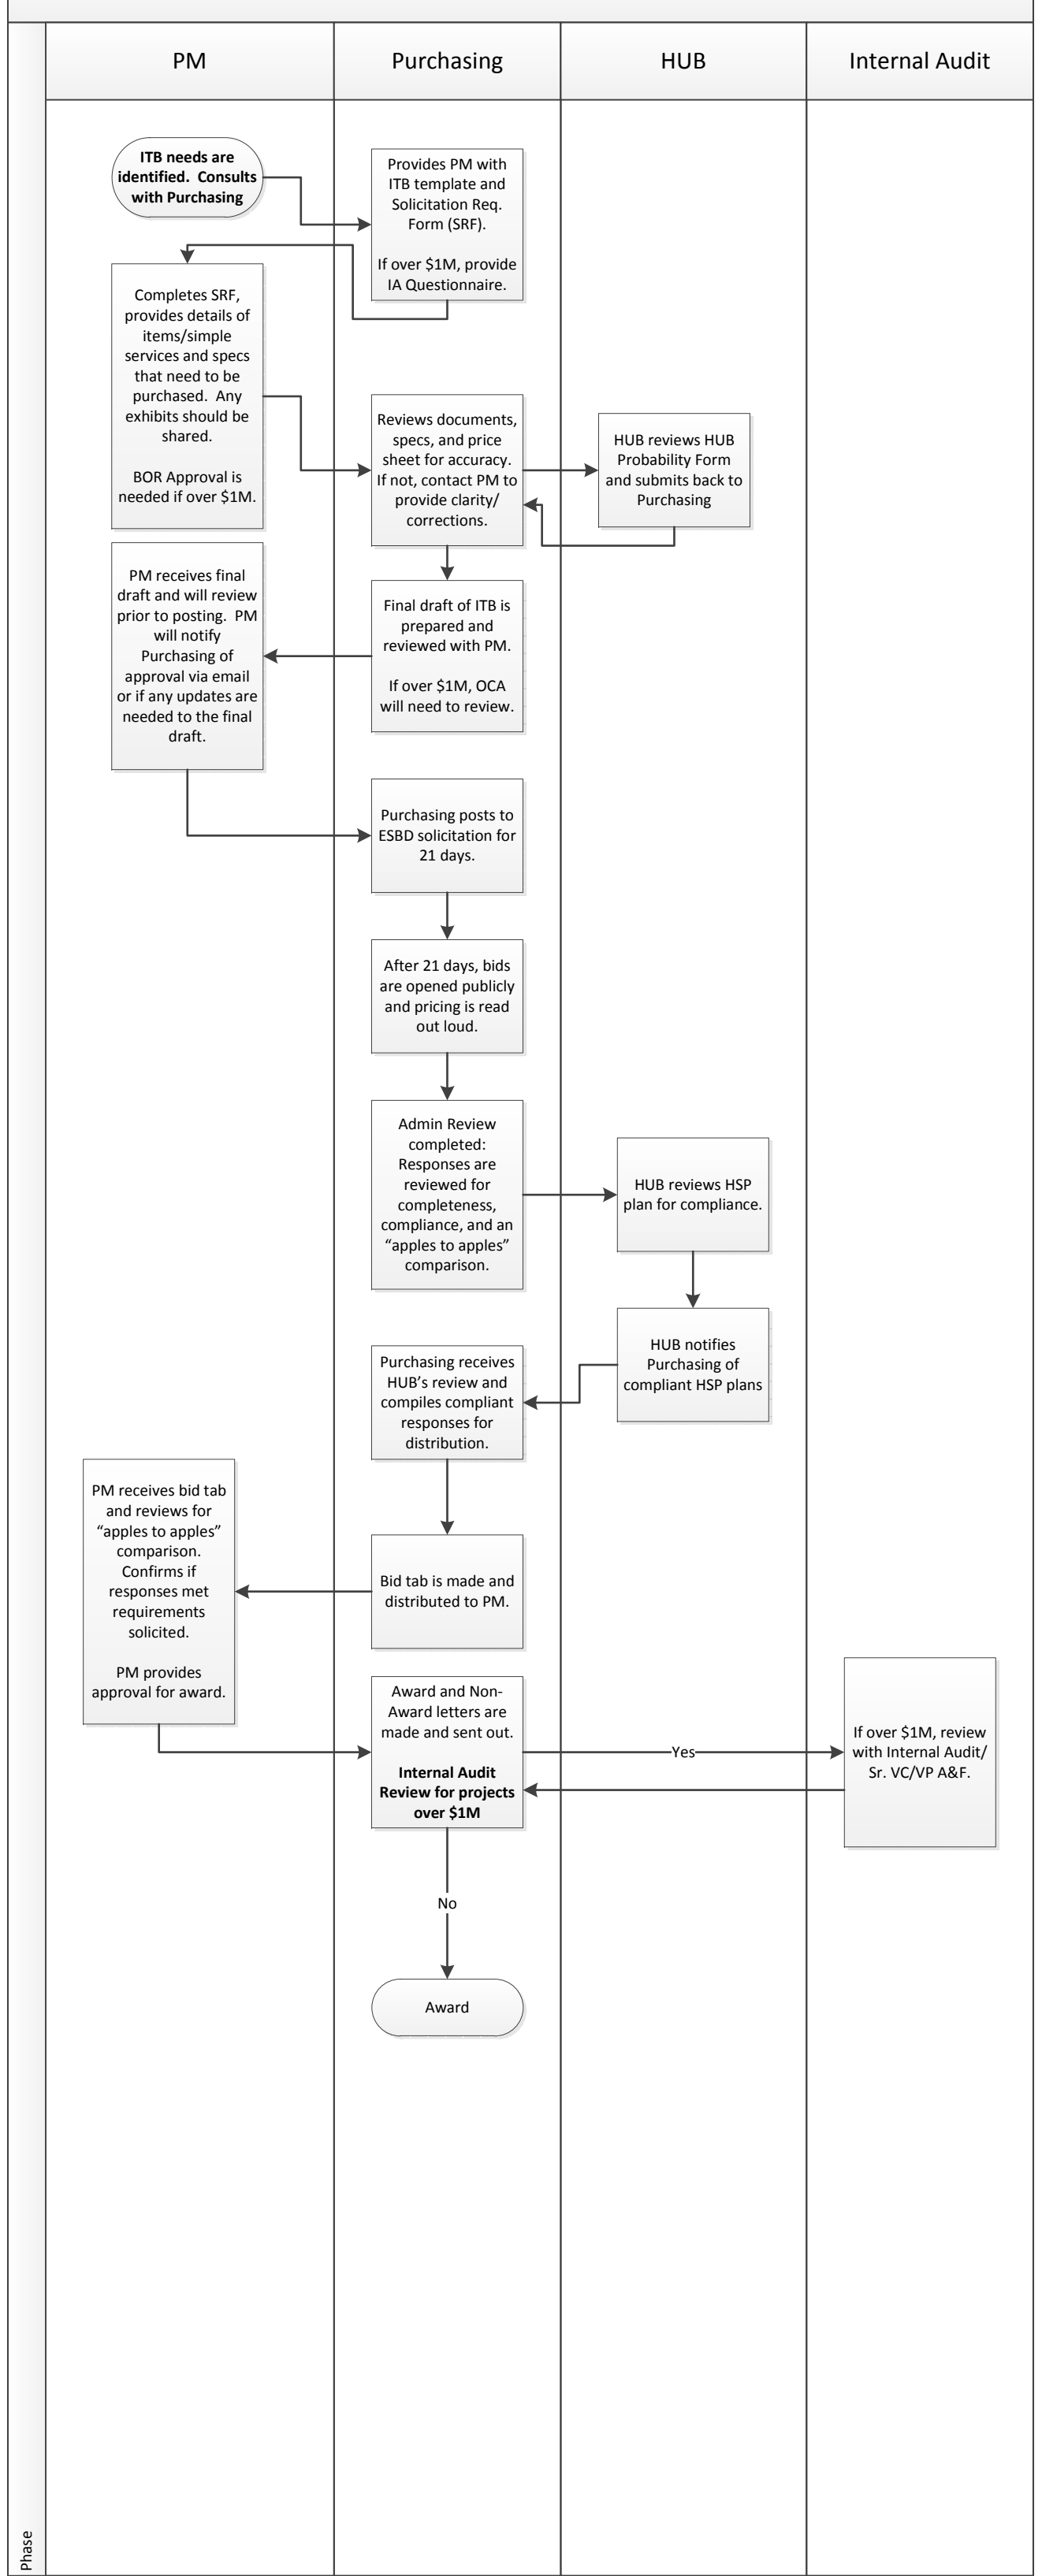 PM
Purchasing
HUB
Internal Audit
ITB needs are
identified.  Consults
with Purchasing
Provides PM with
ITB template and
Solicitation Req.
Form (SRF).
If over $1M, provide
IA Questionnaire.
Completes SRF,
provides details of
items/simple
services and specs
that need to be
purchased.  Any
exhibits should be
shared.
BOR Approval is
needed if over $1M.
Reviews documents,
specs, and price
sheet for accuracy.
If not, contact PM to
provide clarity/
corrections.
HUB reviews HUB
Probability Form
and submits back to
Purchasing
Final draft of ITB is
prepared and
reviewed with PM.
If over $1M, OCA
will need to review.
PM receives final
draft and will review
prior to posting.  PM
will notify
Purchasing of
approval via email
or if any updates are
needed to the final
draft.
Purchasing posts to
ESBD solicitation for
21 days.
After 21 days, bids
are opened publicly
and pricing is read
out loud.
Admin Review
completed:
Responses are
reviewed for
completeness,
compliance, and an
“apples to apples”
comparison.
HUB reviews HSP
plan for compliance.
HUB notifies
Purchasing of
compliant HSP plans
Purchasing receives
HUB’s review and
compiles compliant
responses for
distribution.
Bid tab is made and
distributed to PM.
PM receives bid tab
and reviews for
“apples to apples”
comparison.
Confirms if
responses met
requirements
solicited.
PM provides
approval for award.
Award and Non-
Award letters are
made and sent out.
Internal Audit
Review for projects
over $1M
Yes
If over $1M, review
with Internal Audit/
Sr. VC/VP A&F.
No
Award
Phase